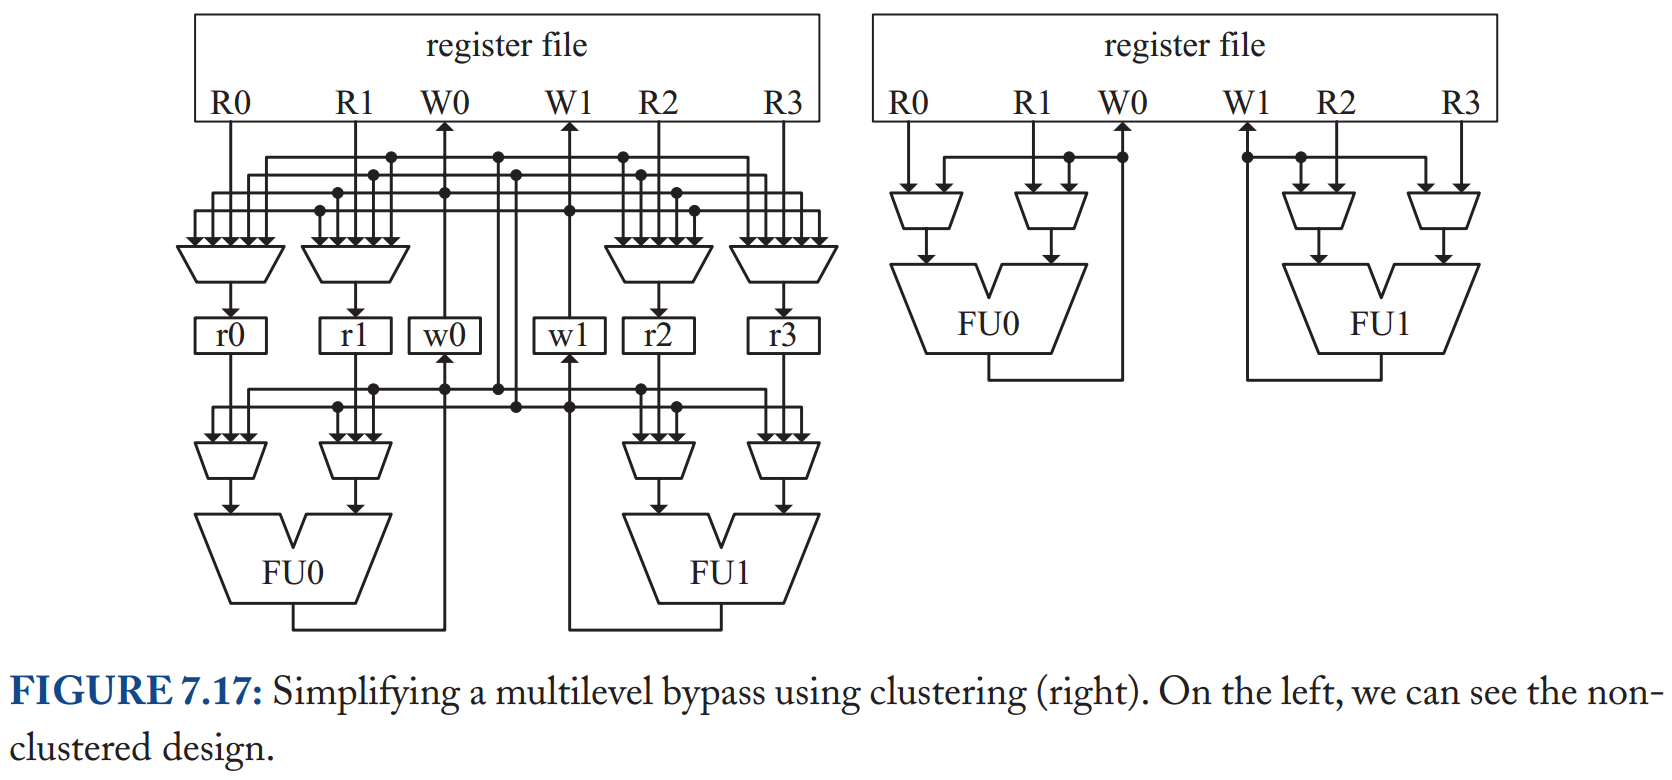 register file
R0 R1 W0 W1 R2 R3
r0 r1 w0 w1 r2 r3
FU0 FU1
register file
R0 R1 W0 W1 R2 R3
FU0 FU1
FIGURE 7.17: Simplifying a multilevel bypass using clustering (right). On the left, we can see the non-
clustered design.